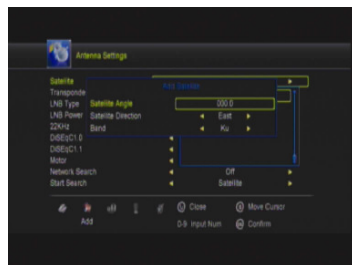 Antenna Settings
Satellite
Add Satellite
Transponde
LNB Type Satellite Angle 000.0
LNB Power Satellite Direction East
22KHz Band Ku
DiSEqC1.0
DiSEqC1.1
Motor
Network Search Off
Start Search Satellite
Close Move Cursor
Add 0-9 Input Num Confirm